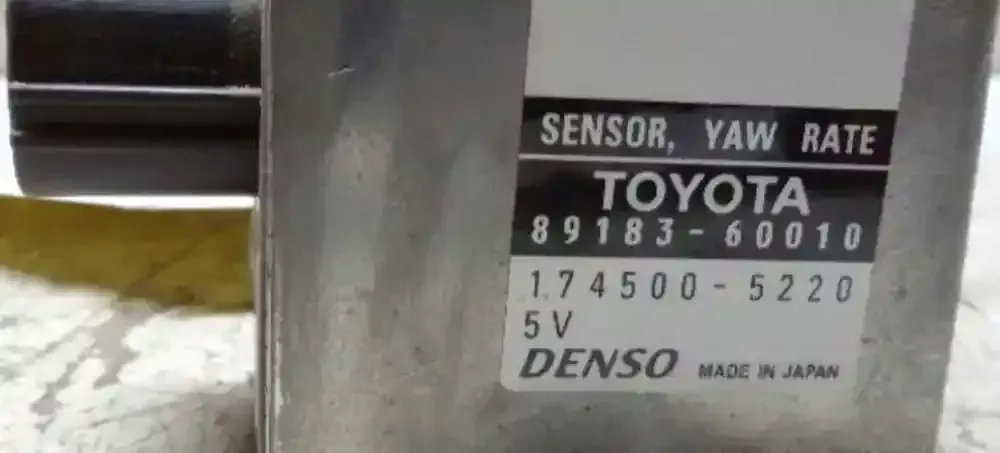 SENSOR, YAW RATE
TOYOTA
89183-60010
174500-5220
5V
DENSO MADE IN JAPAN